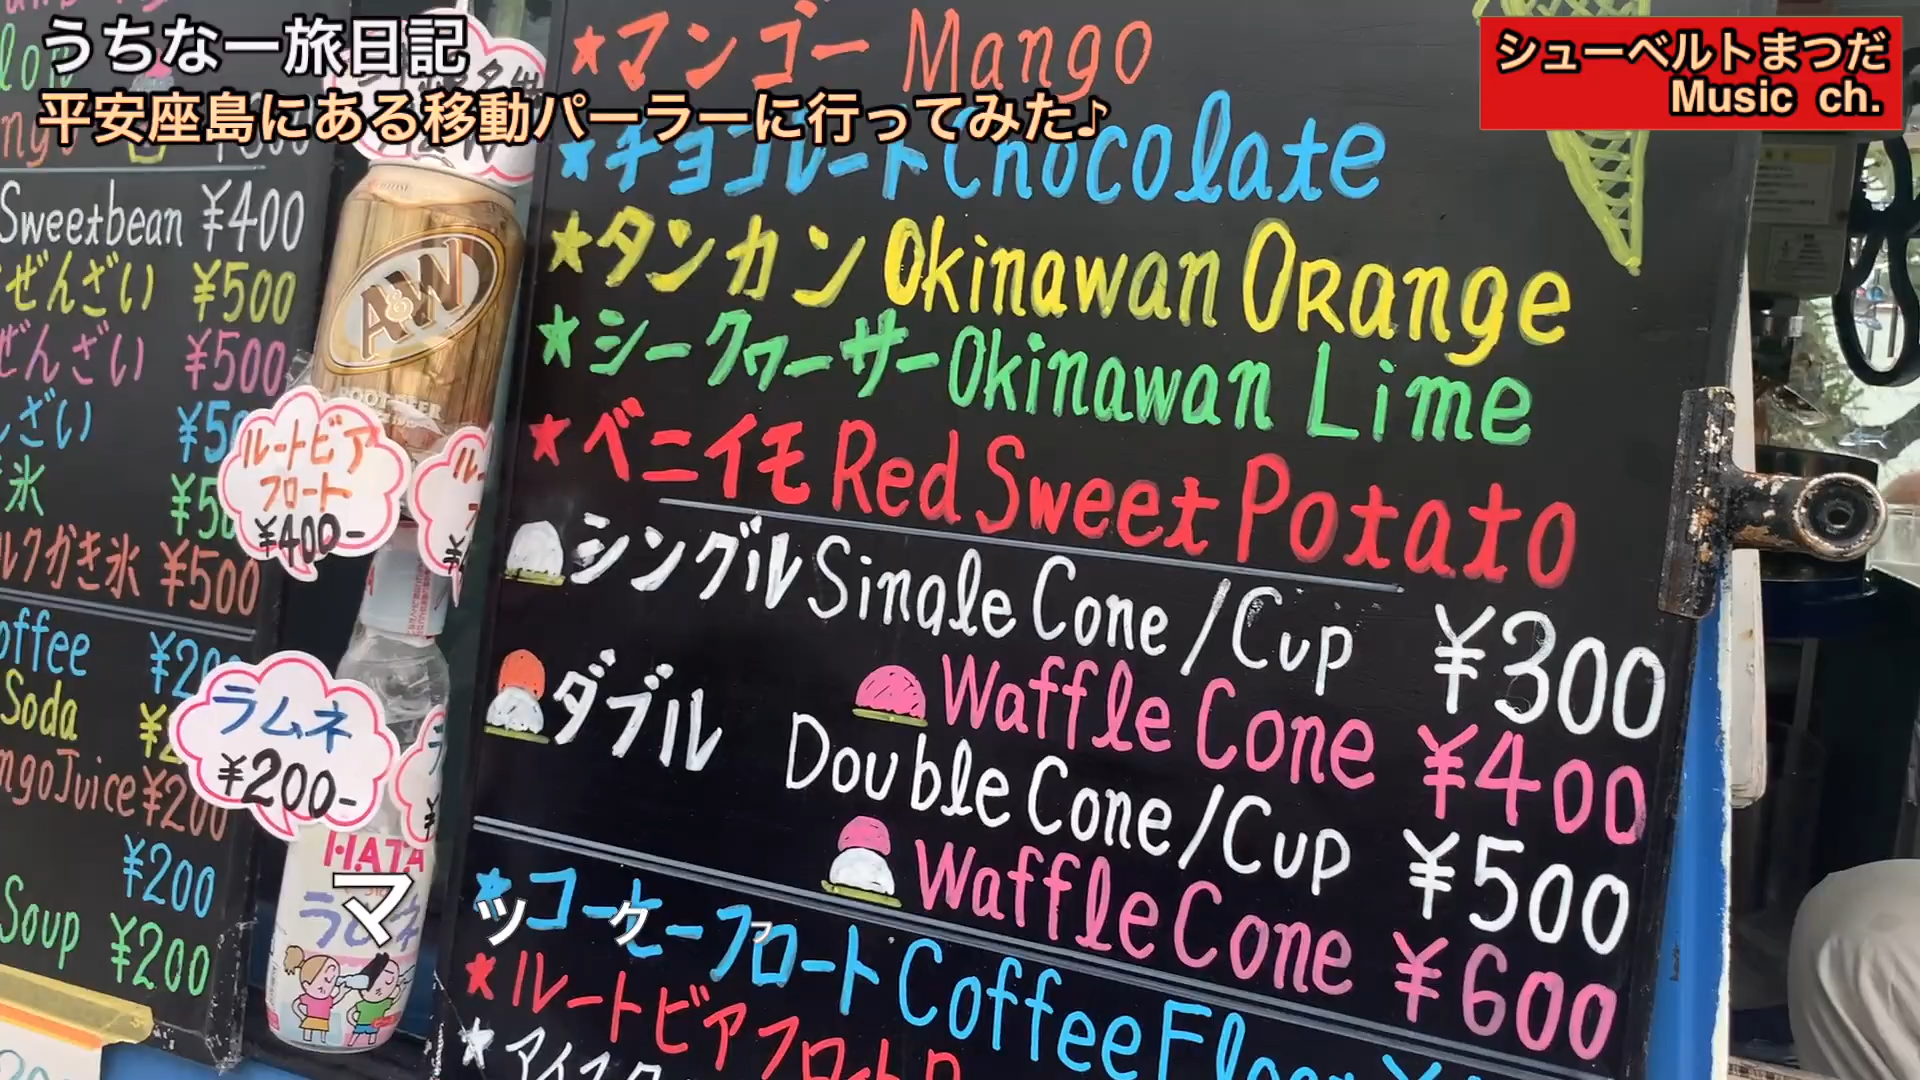 うちなー旅日記
平安座島にある移動パーラーに行ってみた♪
シューベルトまつだ
Music ch.
Sweetbean ¥400
ぜんざい ¥500
ぜんざい ¥500
ざい
氷
ルクかき氷 ¥500
Soda
ngoJuice ¥200
¥200
Soup ¥200
A&W
ルートビア
フロート
¥400-
ラムネ
¥200-
HATA
ラムネ
★マンゴー Mango
★チョコレート Chocolate
★タンカン Okinawan Orange
★シークヮーサー Okinawan Lime
★ベニイモ Red Sweet Potato
シングル Single Cone/Cup ¥300
Waffle Cone ¥400
ダブル Double Cone/Cup ¥500
Waffle Cone ¥600
★コーヒーフロート Coffee
★ルートビアフロート
マ ツ ク ア